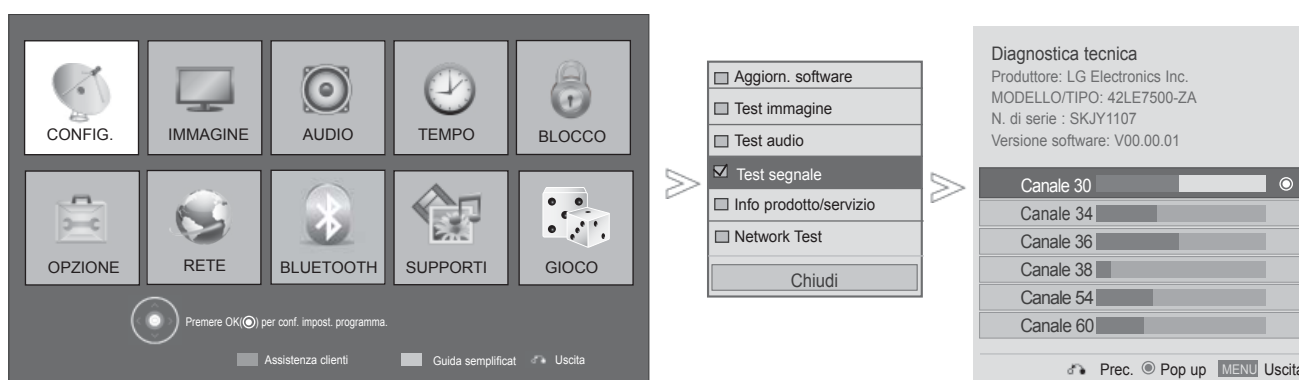 CONFIG.
IMMAGINE
AUDIO
TEMPO
BLOCCO
OPZIONE
RETE
BLUETOOTH
SUPPORTI
GIOCO
Premere OK(◉) per conf. impost. programma.
Assistenza clienti
Guida semplificat
Uscita
Aggiorn. software
Test immagine
Test audio
Test segnale
Info prodotto/servizio
Network Test
Chiudi
Diagnostica tecnica
Produttore: LG Electronics Inc.
MODELLO/TIPO: 42LE7500-ZA
N. di serie : SKJY1107
Versione software: V00.00.01
Canale 30
Canale 34
Canale 36
Canale 38
Canale 54
Canale 60
Prec. ◉ Pop up MENU Uscita